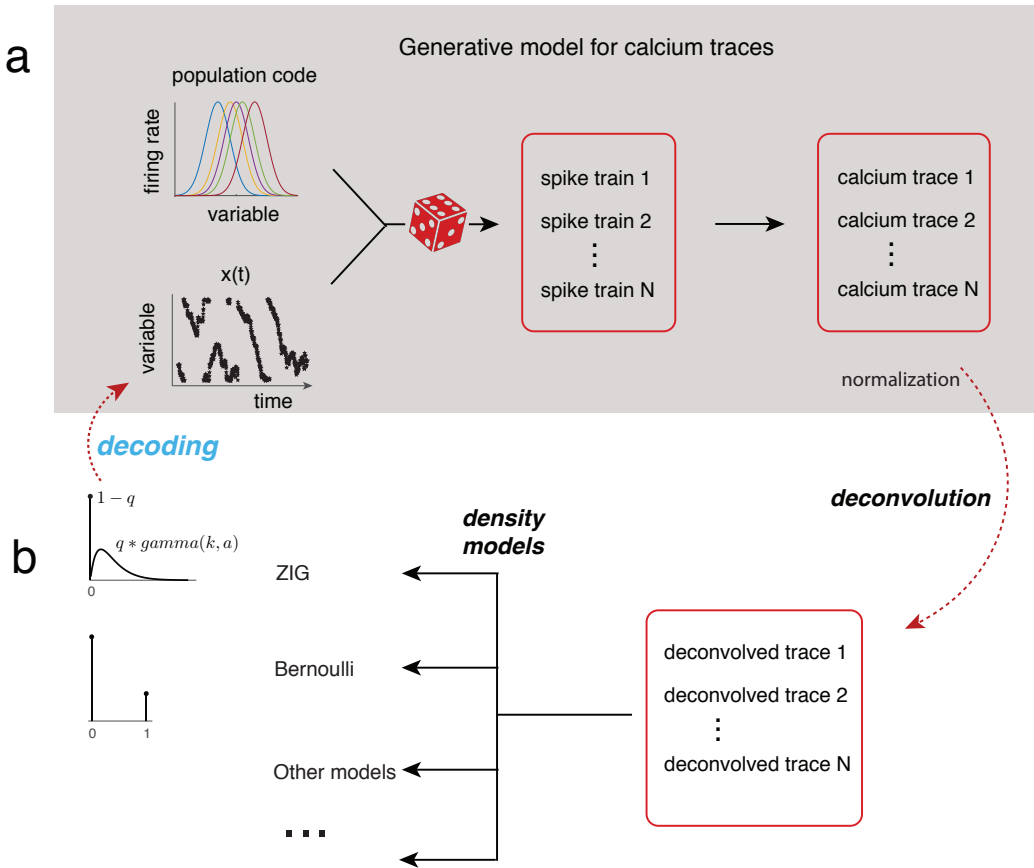 a
Generative model for calcium traces
population code
firing rate
variable
x(t)
variable
time
spike train 1
spike train 2
⋮
spike train N
calcium trace 1
calcium trace 2
⋮
calcium trace N
normalization
decoding
deconvolution
b
1 − q
q ∗ gamma(k, a)
0
0
1
density
models
ZIG
Bernoulli
Other models
...
deconvolved trace 1
deconvolved trace 2
⋮
deconvolved trace N